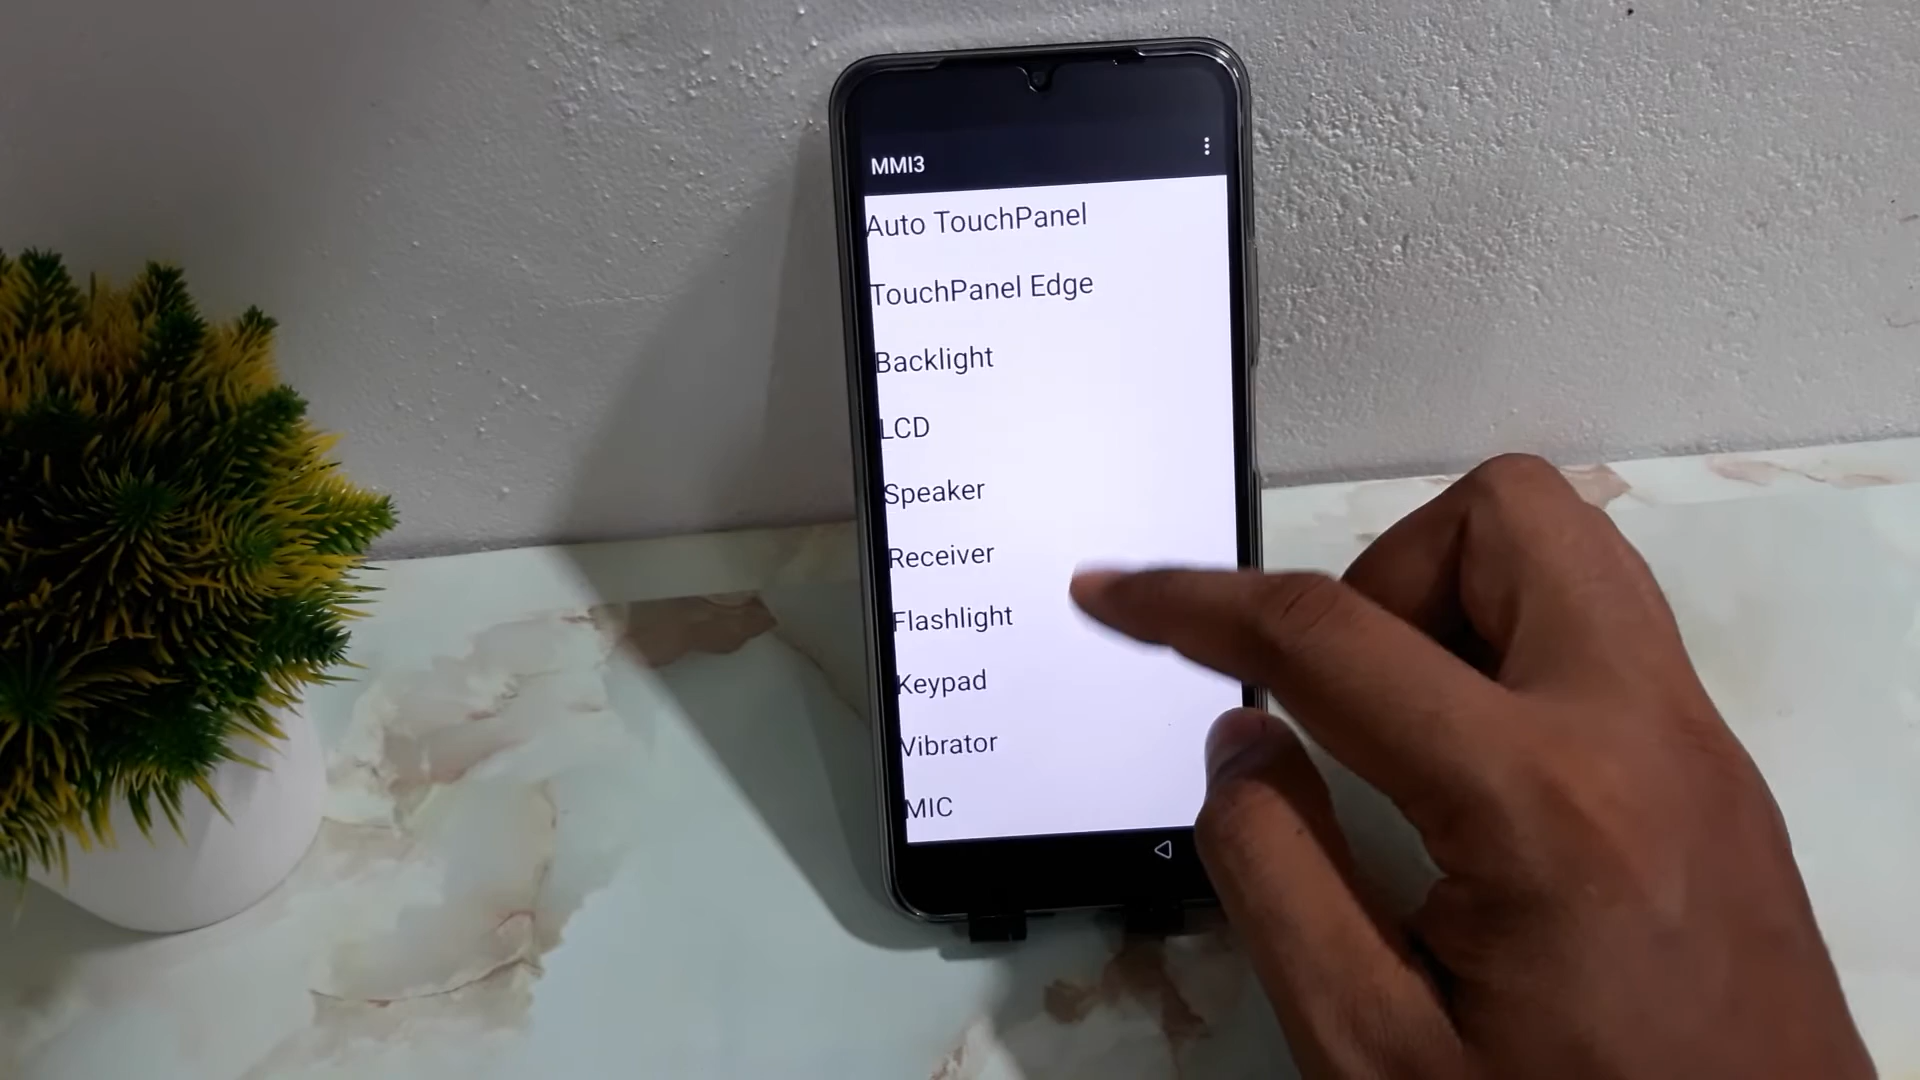 MMI3
Auto TouchPanel
TouchPanel Edge
Backlight
LCD
Speaker
Receiver
Flashlight
Keypad
Vibrator
MIC